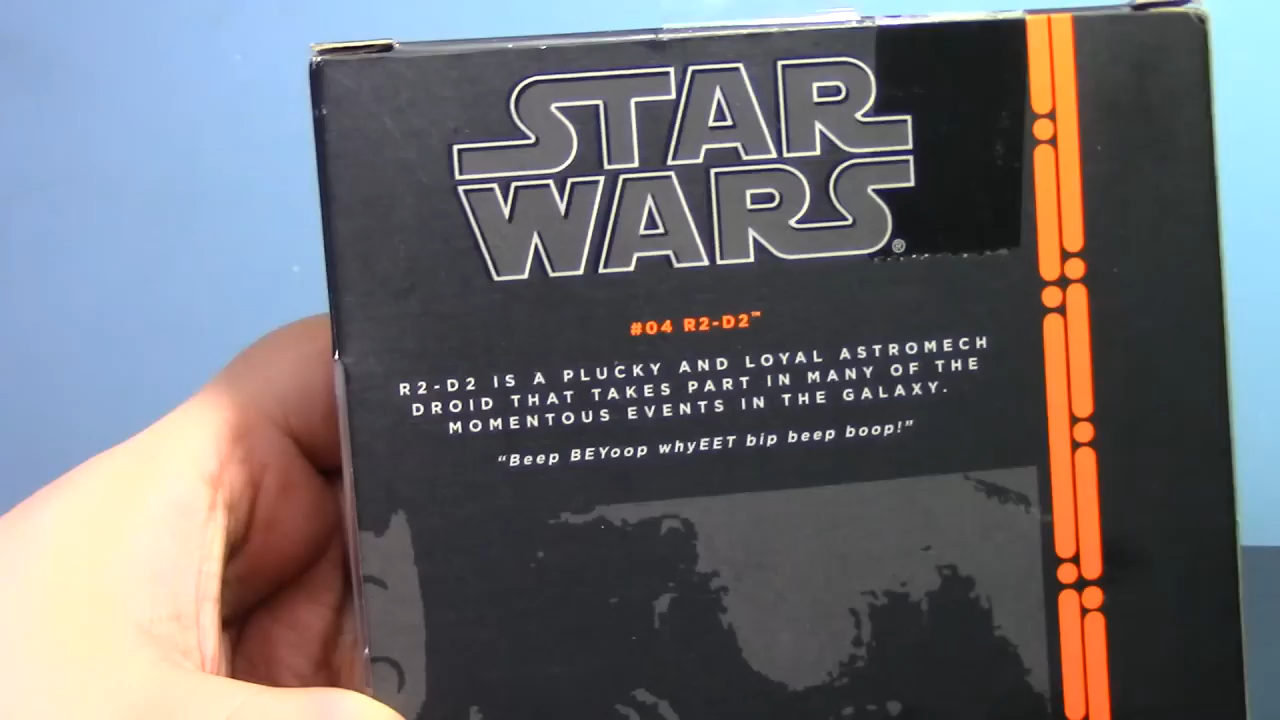 STAR
WARS®
#04 R2-D2™
R2-D2 IS A PLUCKY AND LOYAL ASTROMECH
DROID THAT TAKES PART IN MANY OF THE
MOMENTOUS EVENTS IN THE GALAXY.
“Beep BEYoop whyEET bip beep boop!”